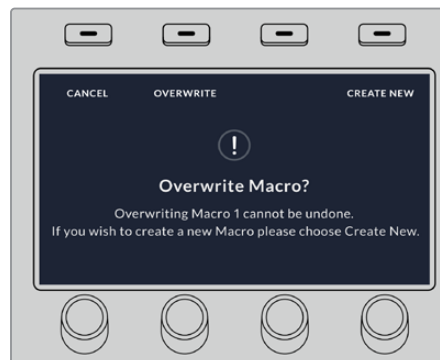 CANCEL OVERWRITE CREATE NEW
!
Overwrite Macro?
Overwriting Macro 1 cannot be undone.
If you wish to create a new Macro please choose Create New.